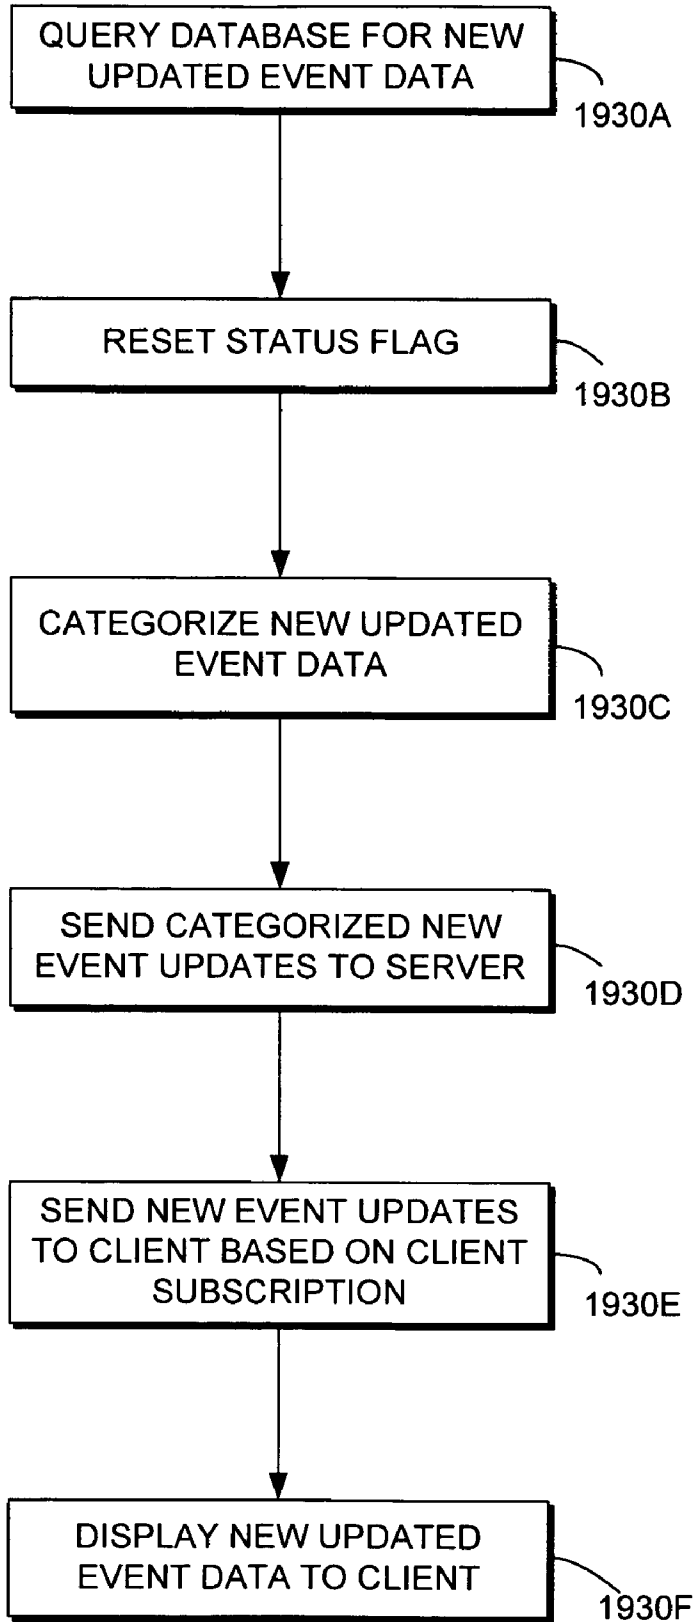 QUERY DATABASE FOR NEW
UPDATED EVENT DATA
1930A
RESET STATUS FLAG
1930B
CATEGORIZE NEW UPDATED
EVENT DATA
1930C
SEND CATEGORIZED NEW
EVENT UPDATES TO SERVER
1930D
SEND NEW EVENT UPDATES
TO CLIENT BASED ON CLIENT
SUBSCRIPTION
1930E
DISPLAY NEW UPDATED
EVENT DATA TO CLIENT
1930F